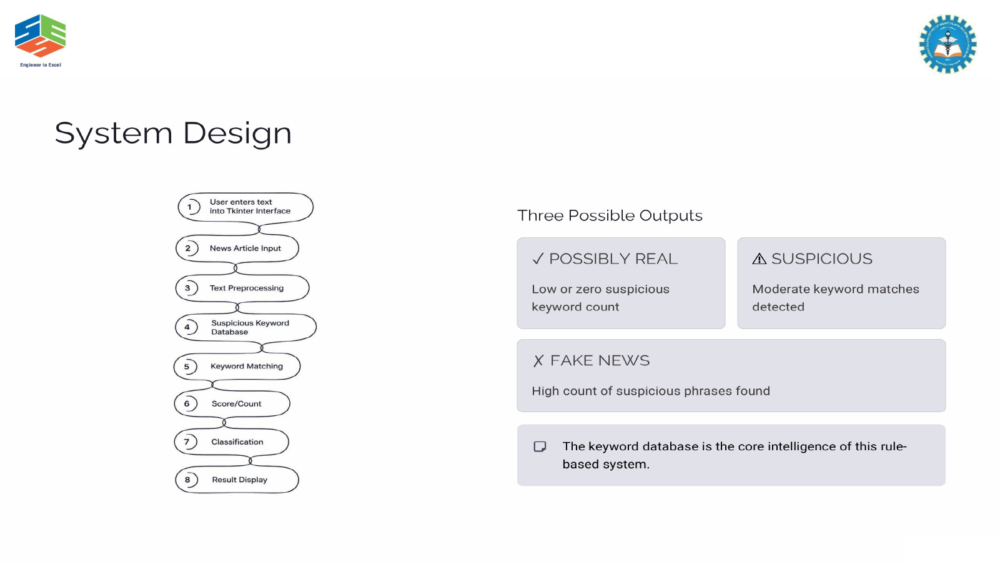 SES
Engineer to Excel
System Design
1 User enters text
into Tkinter Interface
2 News Article Input
3 Text Preprocessing
4 Suspicious Keyword
Database
5 Keyword Matching
6 Score/Count
7 Classification
8 Result Display
Three Possible Outputs
✓ POSSIBLY REAL
Low or zero suspicious
keyword count
⚠ SUSPICIOUS
Moderate keyword matches
detected
✗ FAKE NEWS
High count of suspicious phrases found
The keyword database is the core intelligence of this rule-
based system.